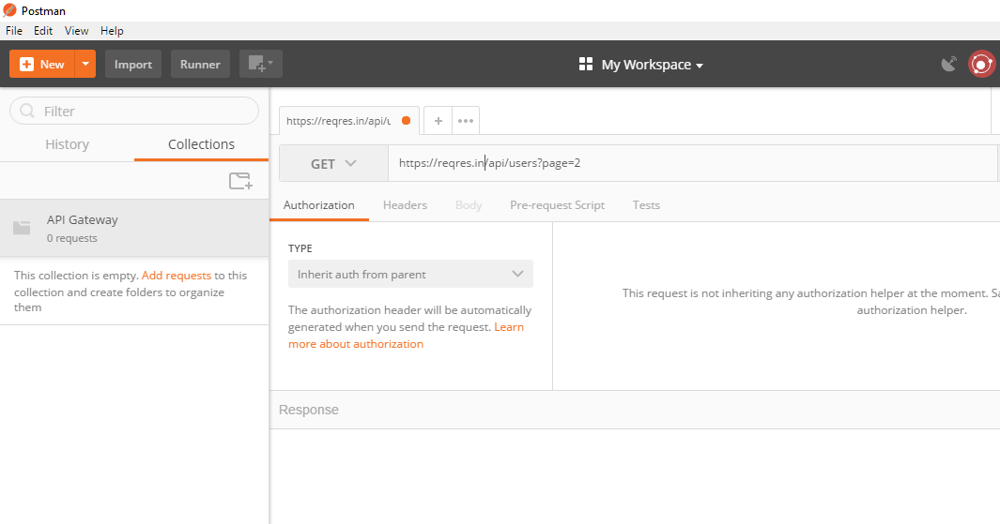 Postman
File Edit View Help
New Import Runner My Workspace
Filter
History Collections
API Gateway
0 requests
This collection is empty. Add requests to this
collection and create folders to organize
them
https://reqres.in/api/u
GET https://reqres.in/api/users?page=2
Authorization Headers Body Pre-request Script Tests
TYPE
Inherit auth from parent
The authorization header will be automatically
generated when you send the request. Learn
more about authorization
This request is not inheriting any authorization helper at the moment. Sa
authorization helper.
Response